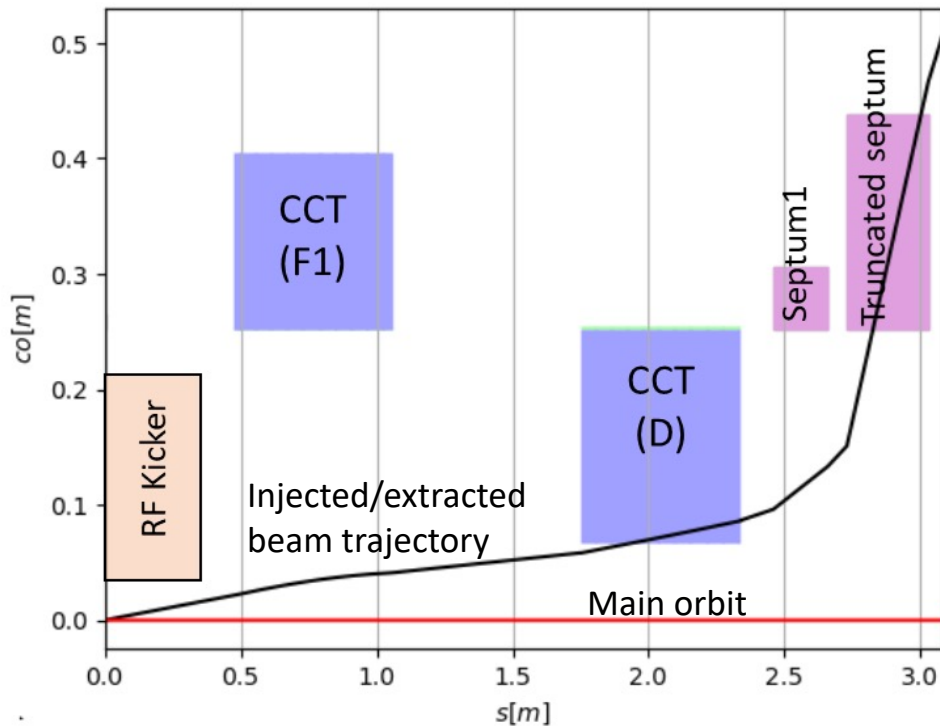 0.5
0.4
0.3
0.2
0.1
0.0
co[m]
CCT
(F1)
CCT
(D)
Septum1
Truncated septum
RF Kicker
Injected/extracted
beam trajectory
Main orbit
0.0 0.5 1.0 1.5 2.0 2.5 3.0
s[m]